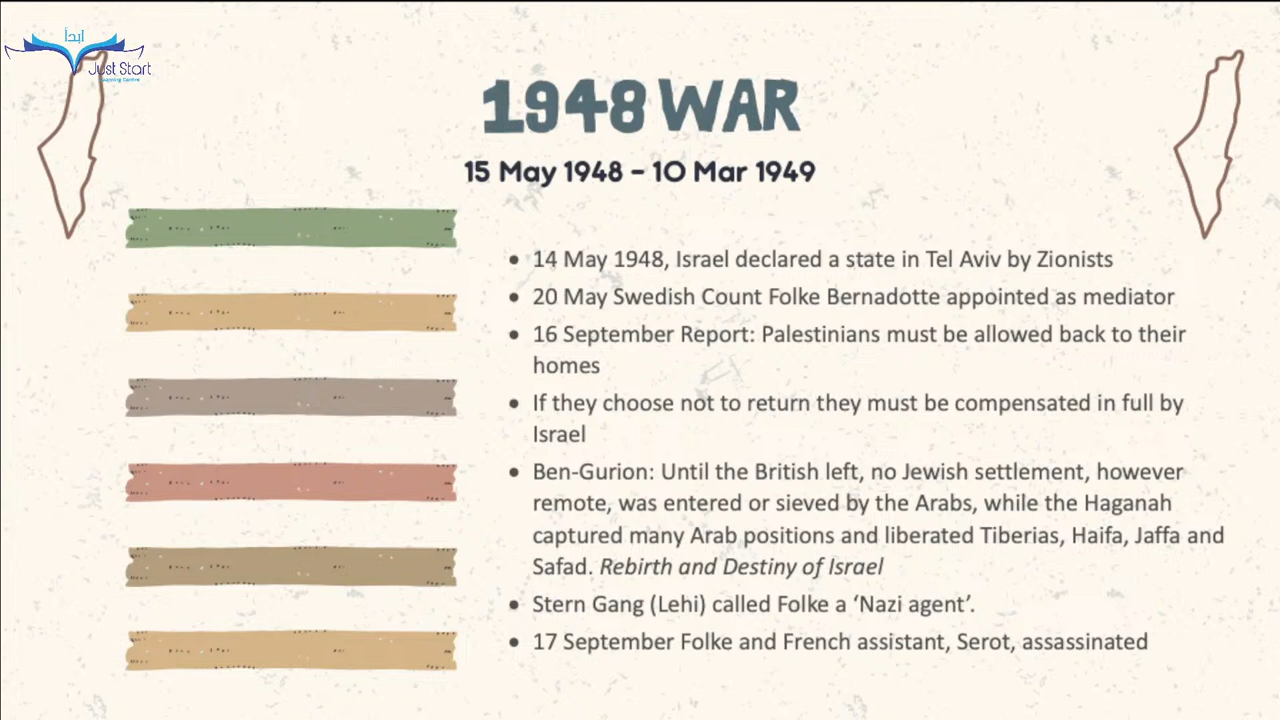 ابدأ
Just Start
Learning Centre
1948 WAR
15 May 1948 – 10 Mar 1949
• 14 May 1948, Israel declared a state in Tel Aviv by Zionists
• 20 May Swedish Count Folke Bernadotte appointed as mediator
• 16 September Report: Palestinians must be allowed back to their
homes
• If they choose not to return they must be compensated in full by
Israel
• Ben-Gurion: Until the British left, no Jewish settlement, however
remote, was entered or sieved by the Arabs, while the Haganah
captured many Arab positions and liberated Tiberias, Haifa, Jaffa and
Safad. Rebirth and Destiny of Israel
• Stern Gang (Lehi) called Folke a ‘Nazi agent’.
• 17 September Folke and French assistant, Serot, assassinated